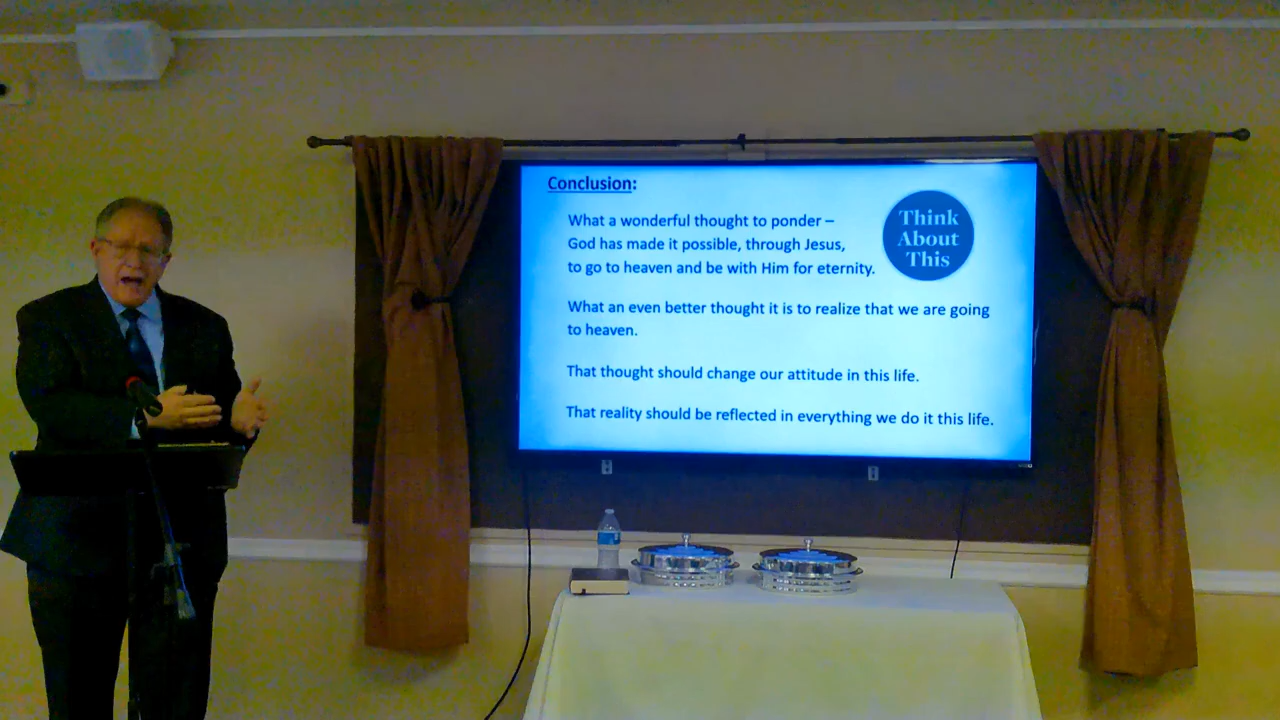 Conclusion:
What a wonderful thought to ponder –
God has made it possible, through Jesus,
to go to heaven and be with Him for eternity.
Think
About
This
What an even better thought it is to realize that we are going
to heaven.
That thought should change our attitude in this life.
That reality should be reflected in everything we do it this life.